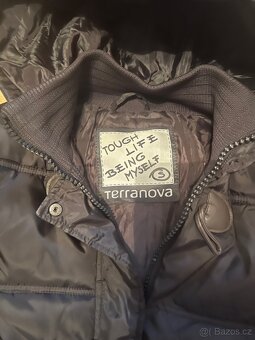 TOUGH
LIFE
BEING
MYSELF
S
terranova
Bazos.cz